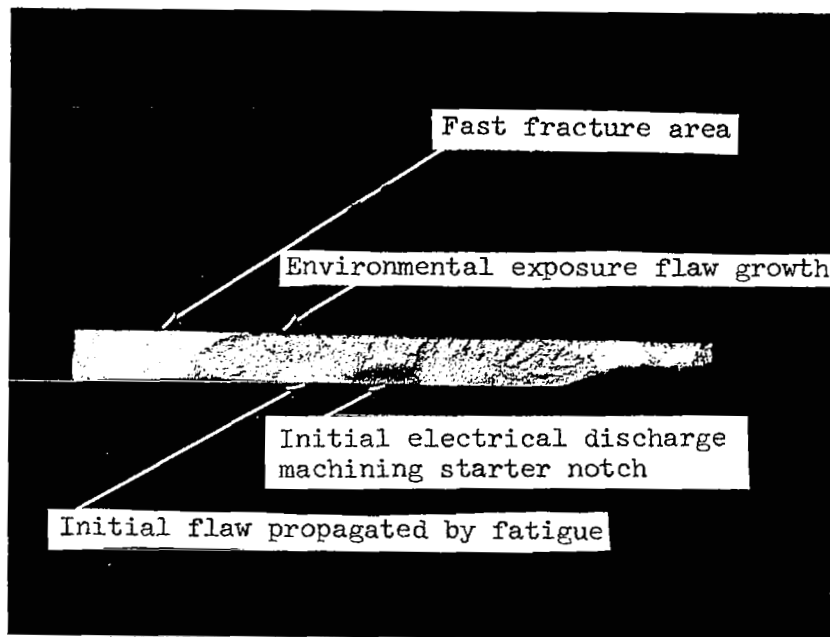 Fast fracture area
Environmental exposure flaw growth
Initial electrical discharge
machining starter notch
Initial flaw propagated by fatigue